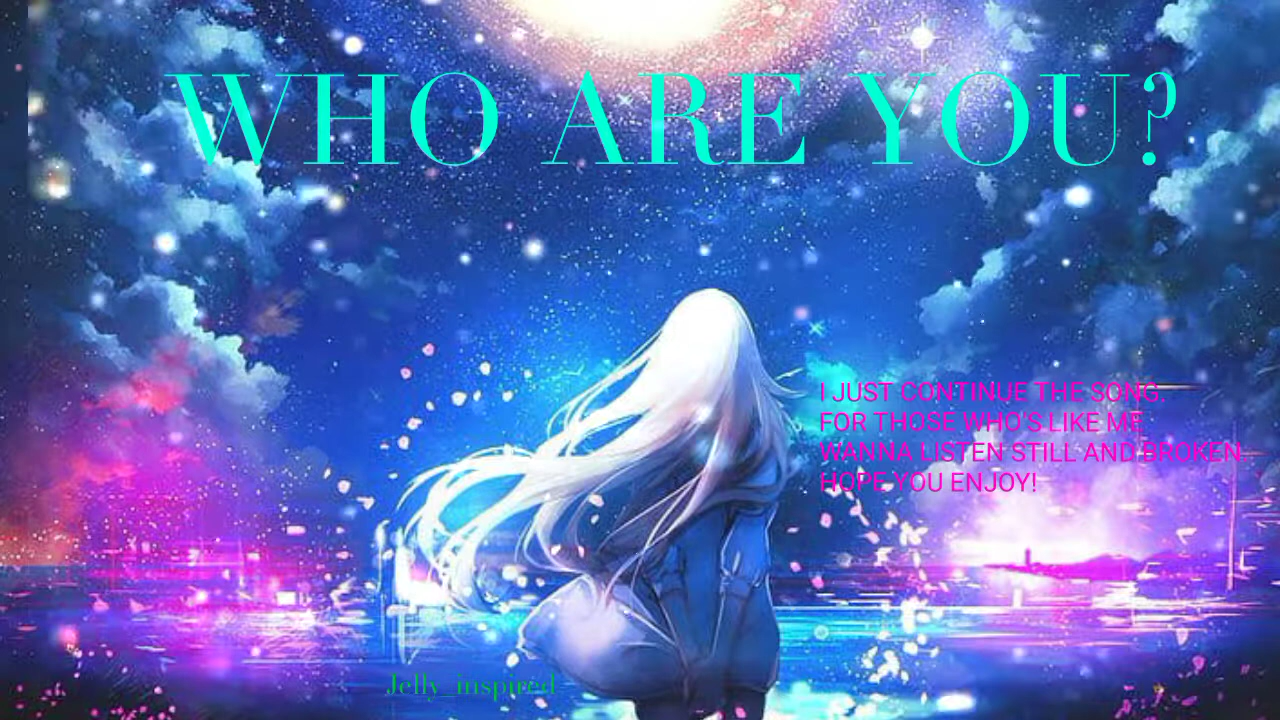 WHO ARE YOU?
I JUST CONTINUE THE SONG.
FOR THOSE WHO'S LIKE ME
WANNA LISTEN STILL AND BROKEN.
HOPE YOU ENJOY!
Jelly_inspired